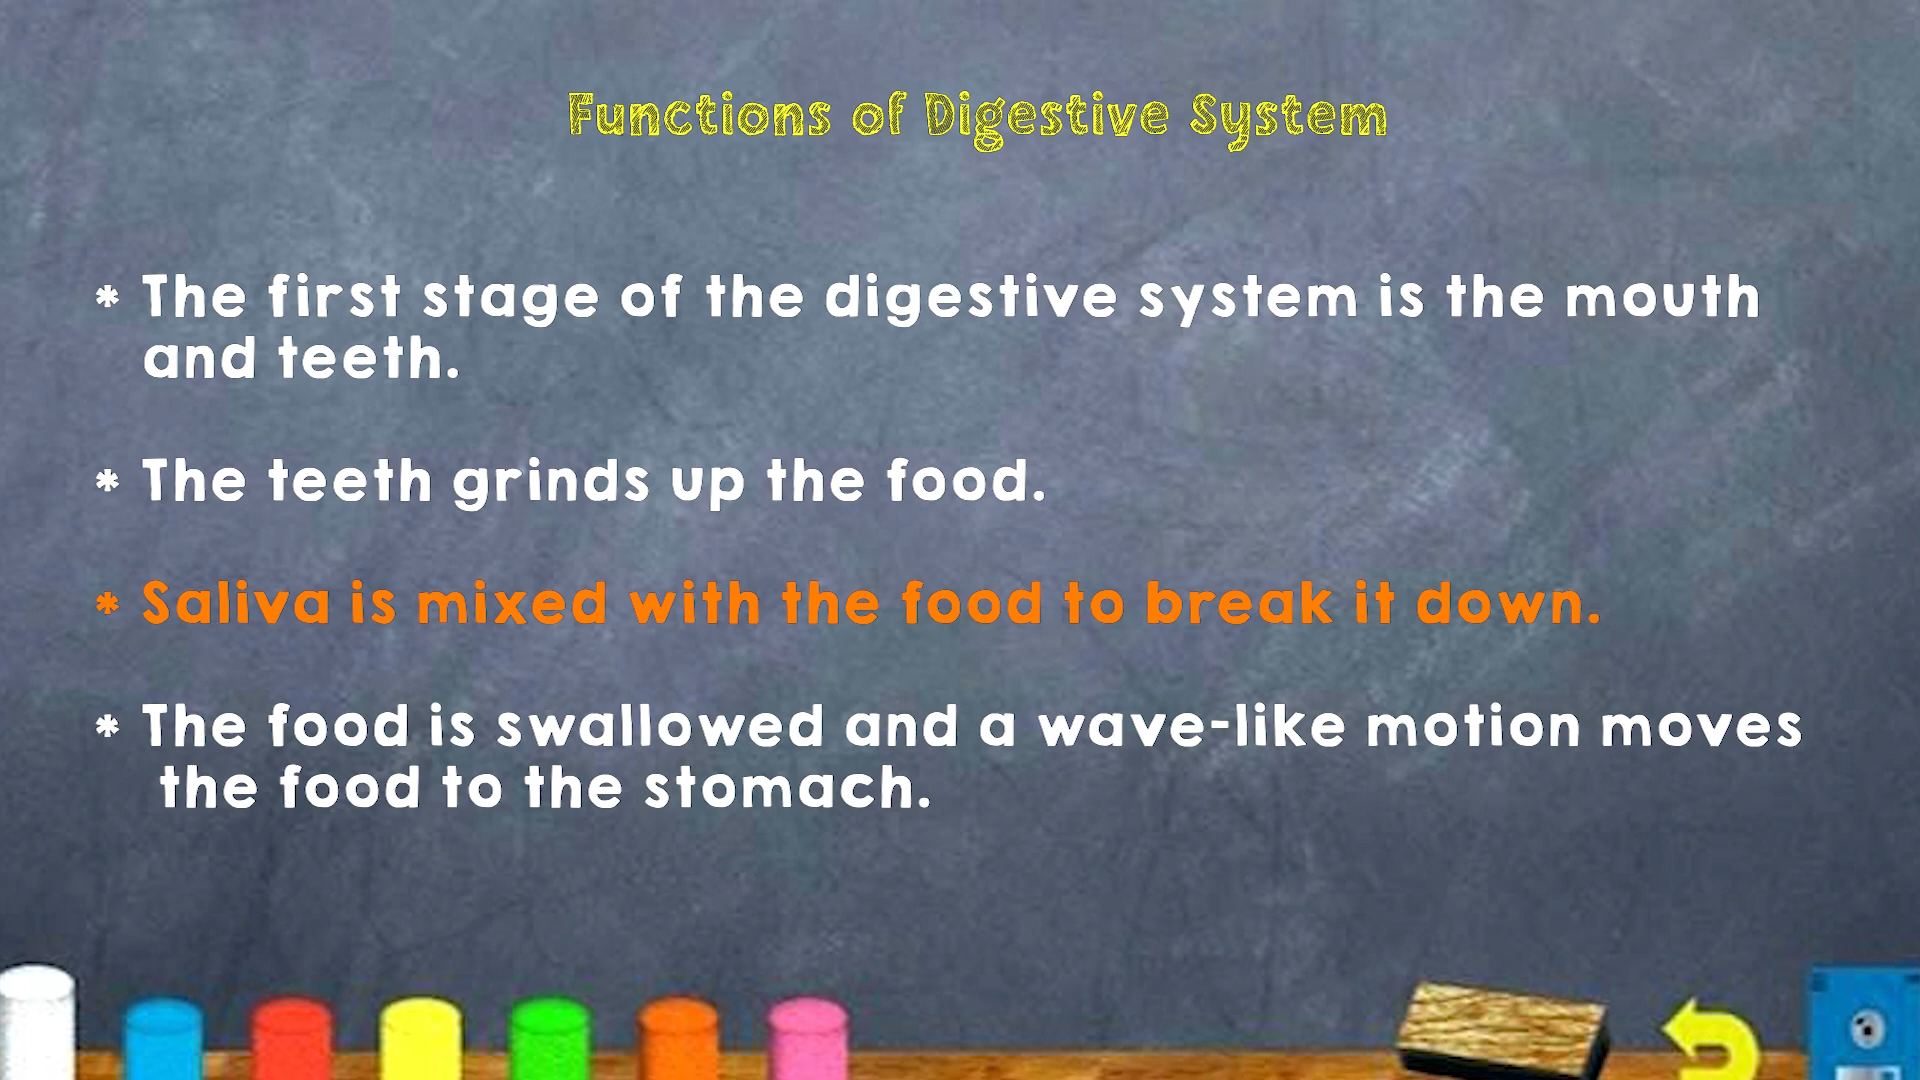 Functions of Digestive System
* The first stage of the digestive system is the mouth
and teeth.
* The teeth grinds up the food.
* Saliva is mixed with the food to break it down.
* The food is swallowed and a wave-like motion moves
the food to the stomach.